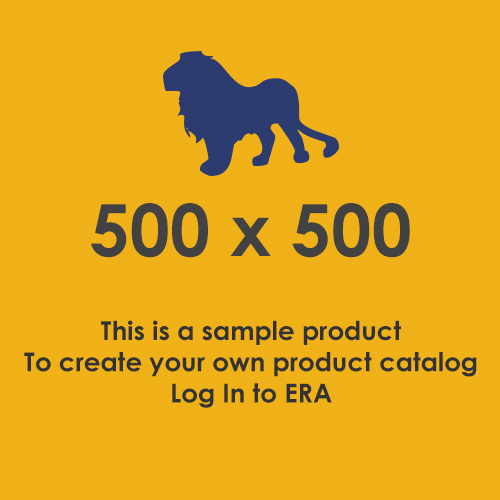 500 x 500
This is a sample product
To create your own product catalog
Log In to ERA